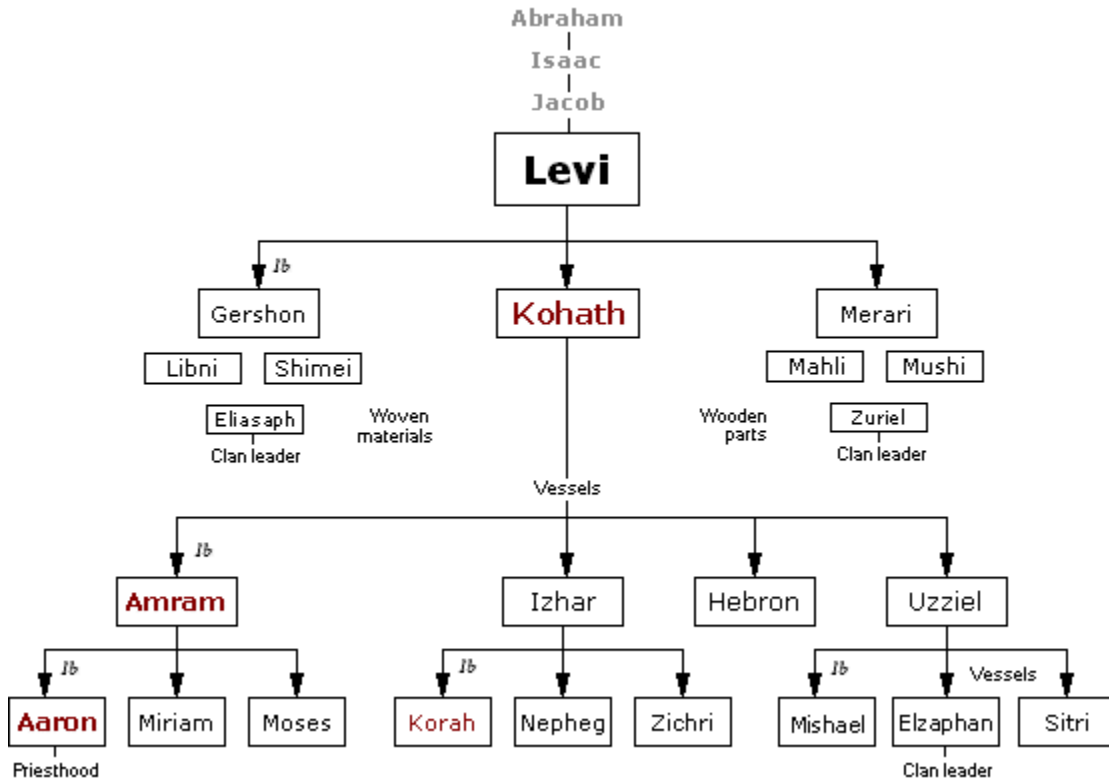 Abraham
Isaac
Jacob
Levi
Ib
Gershon
Kohath
Merari
Libni
Shimei
Mahli
Mushi
Eliasaph
Woven
materials
Wooden
parts
Zuriel
Clan leader
Clan leader
Vessels
Ib
Amram
Izhar
Hebron
Uzziel
Ib
Ib
Ib
Vessels
Aaron
Miriam
Moses
Korah
Nepheg
Zichri
Mishael
Elzaphan
Sitri
Priesthood
Clan leader